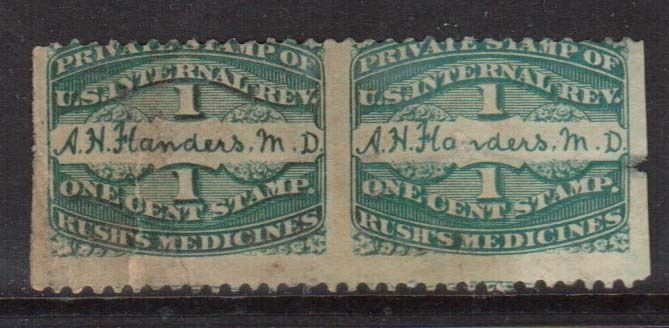 PRIVATE STAMP OF
U.S. INTERNAL REV.
1
A.H. Flanders, M.D.
1
ONE CENT STAMP.
RUSH'S MEDICINES
PRIVATE STAMP OF
U.S. INTERNAL REV.
1
A.H. Flanders, M.D.
1
ONE CENT STAMP.
RUSH'S MEDICINES